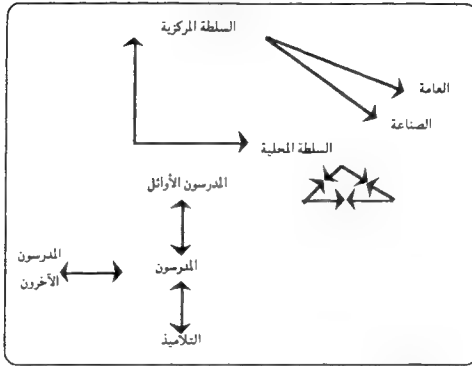 السلطة المركزية
العامة
الصناعة
السلطة المحلية
المدرسون الأوائل
المدرسون
الآخرون
المدرسون
التلاميذ